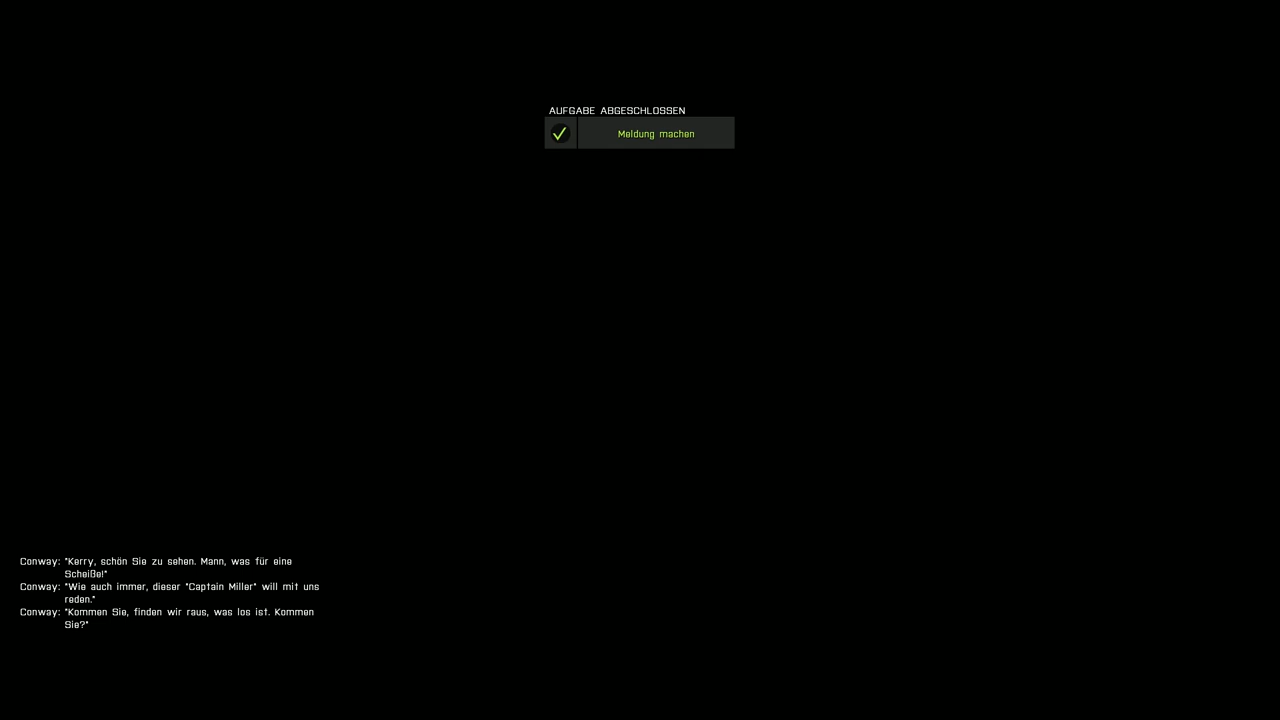 AUFGABE ABGESCHLOSSEN
Meldung machen
Conway: "Kerry, schön Sie zu sehen. Mann, was für eine
Scheiße!"
Conway: "Wie auch immer, dieser "Captain Miller" will mit uns
reden."
Conway: "Kommen Sie, finden wir raus, was los ist. Kommen
Sie?"